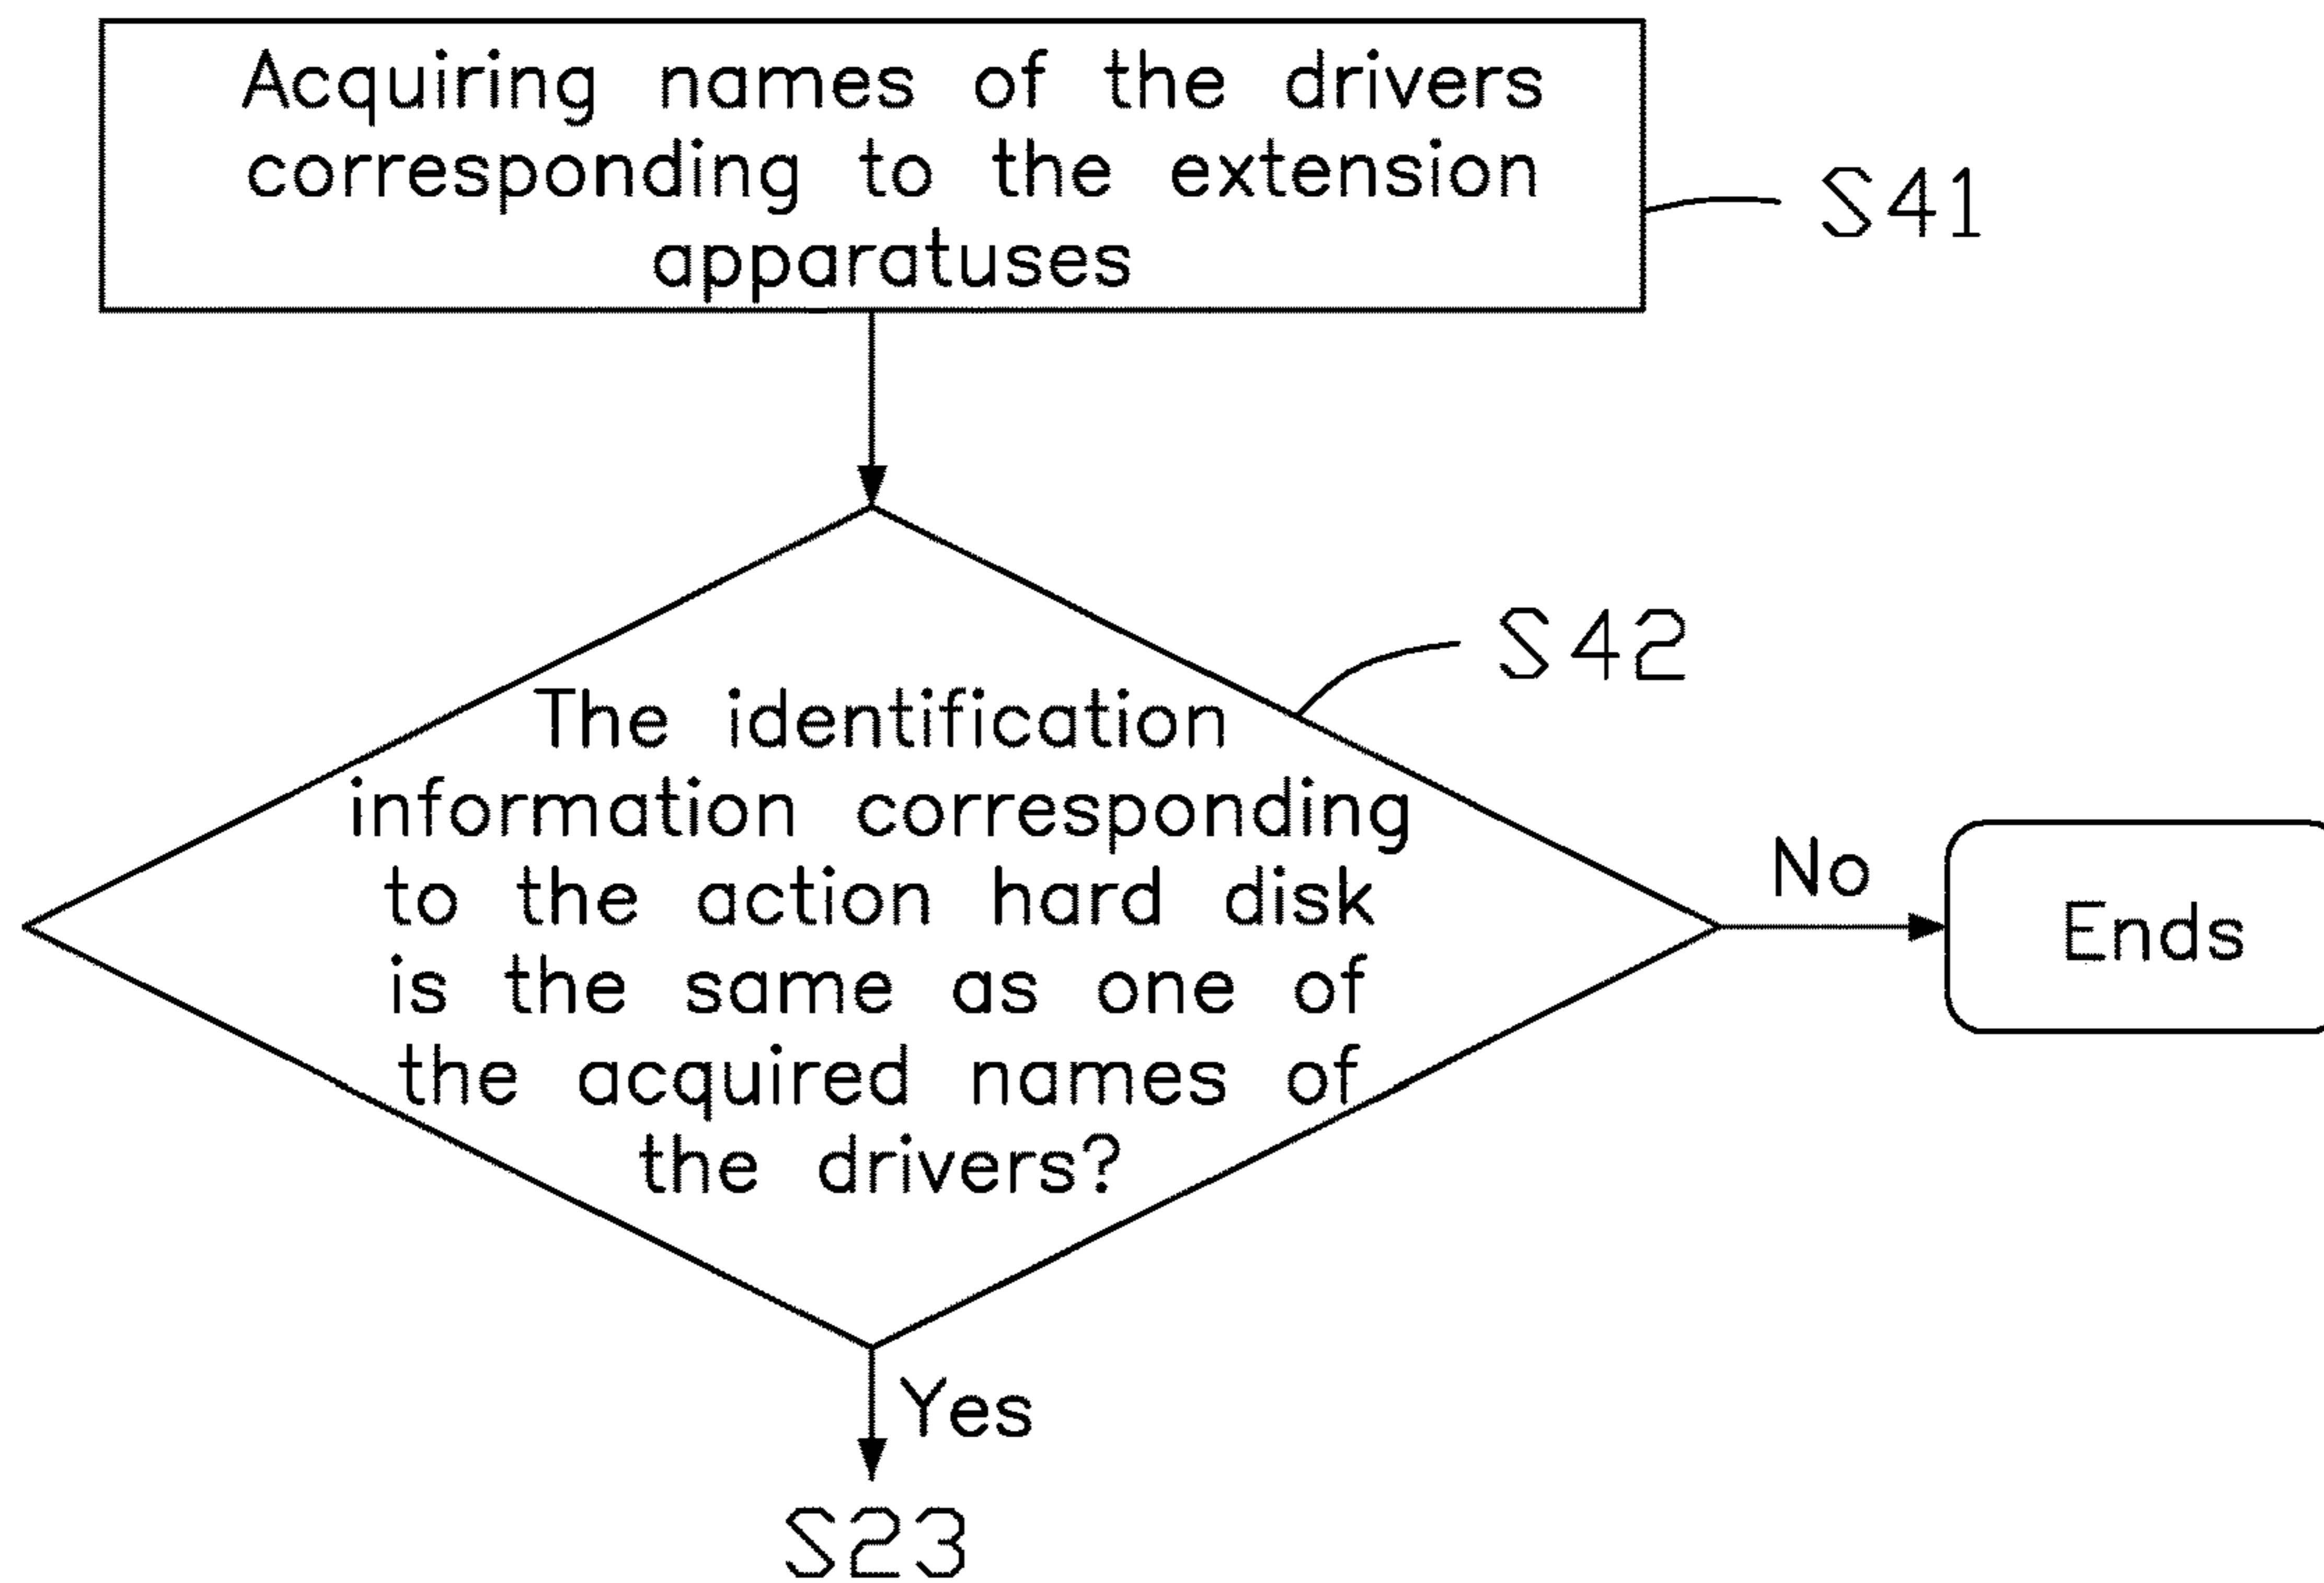 Acquiring names of the drivers
corresponding to the extension
apparatuses
S41
S42
The identification
information corresponding
to the action hard disk
is the same as one of
the acquired names of
the drivers?
No
Ends
Yes
S23